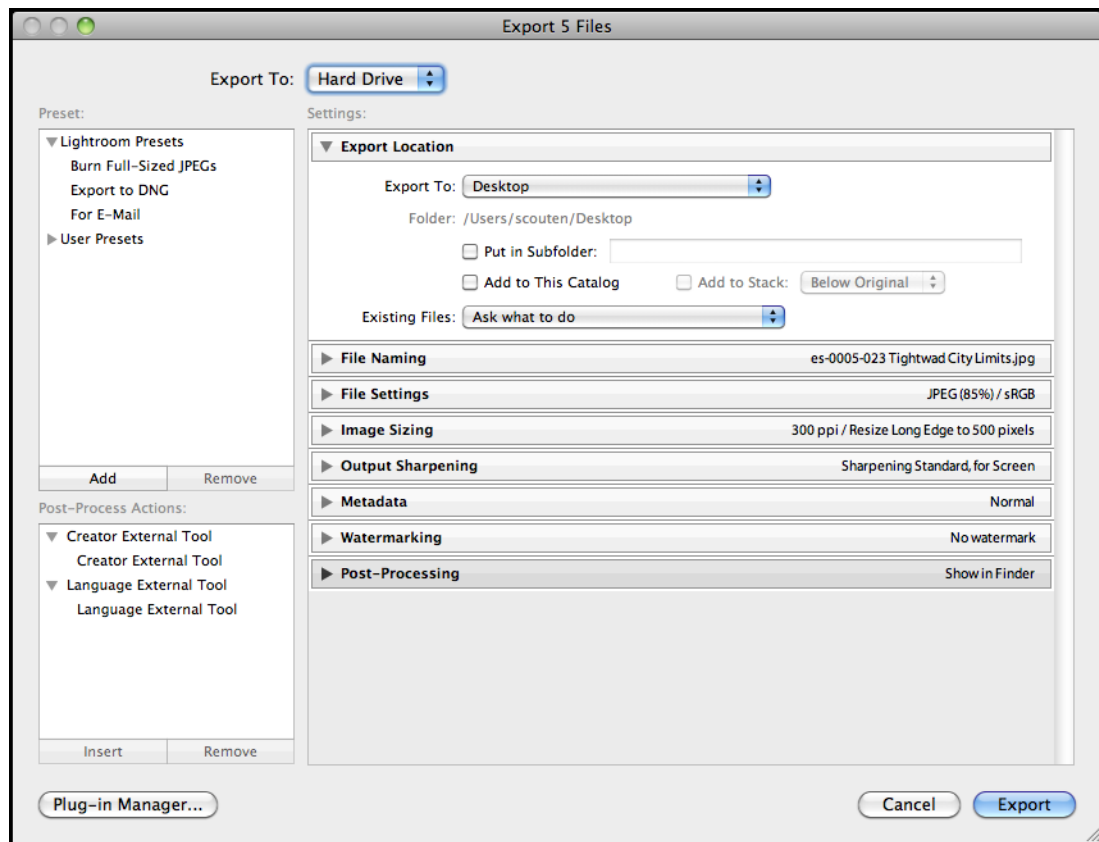 Export 5 Files
Export To: Hard Drive
Preset:
Lightroom Presets
Burn Full-Sized JPEGs
Export to DNG
For E-Mail
User Presets
Add Remove
Post-Process Actions:
Creator External Tool
Creator External Tool
Language External Tool
Language External Tool
Insert Remove
Settings:
Export Location
Export To: Desktop
Folder: /Users/scouten/Desktop
Put in Subfolder:
Add to This Catalog Add to Stack: Below Original
Existing Files: Ask what to do
File Naming es-0005-023 Tightwad City Limits.jpg
File Settings JPEG (85%) / sRGB
Image Sizing 300 ppi / Resize Long Edge to 500 pixels
Output Sharpening Sharpening Standard, for Screen
Metadata Normal
Watermarking No watermark
Post-Processing Show in Finder
Plug-in Manager... Cancel Export